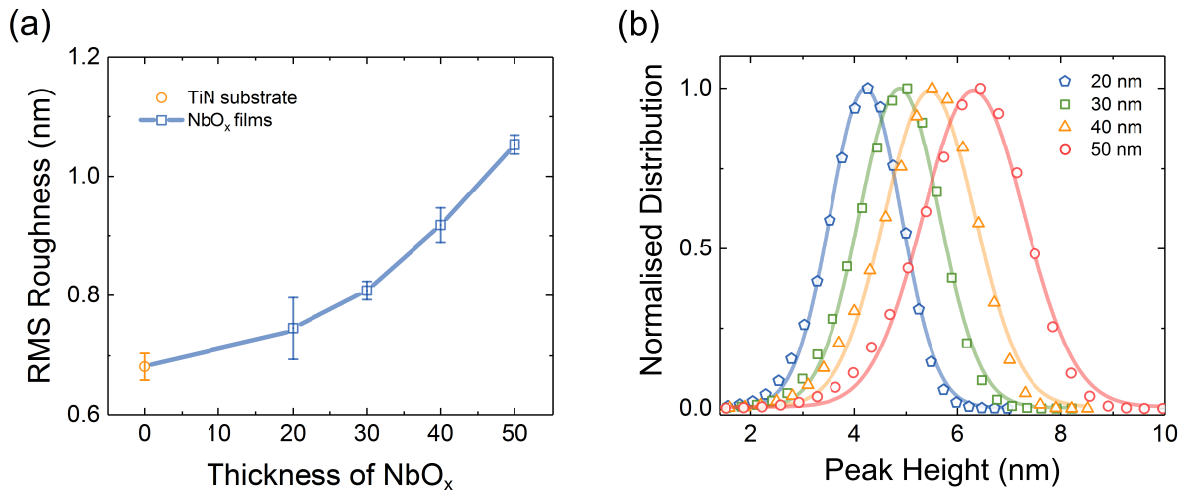 (a)
1.2
1.0
0.8
0.6
RMS Roughness (nm)
TiN substrate
NbOₓ films
0 10 20 30 40 50
Thickness of NbOₓ
(b)
1.0
0.5
0.0
Normalised Distribution
20 nm
30 nm
40 nm
50 nm
2 4 6 8 10
Peak Height (nm)